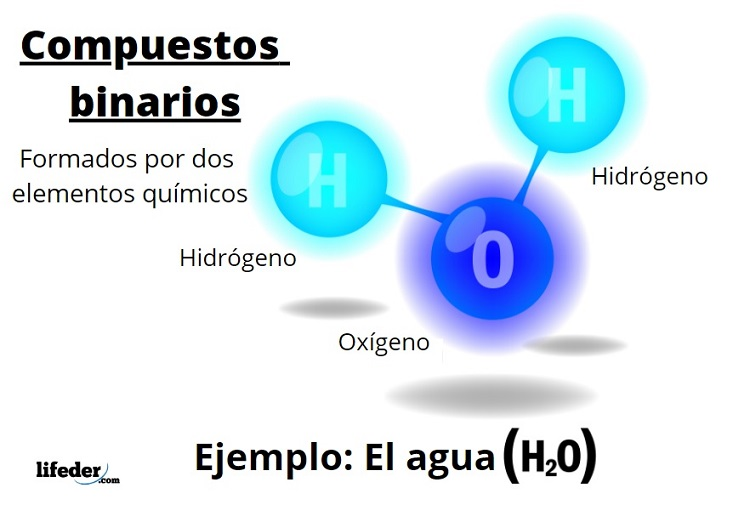 Compuestos
binarios
Formados por dos
elementos químicos
H
H
O
Hidrógeno
Hidrógeno
Oxígeno
Ejemplo: El agua (H₂O)
lifeder.com